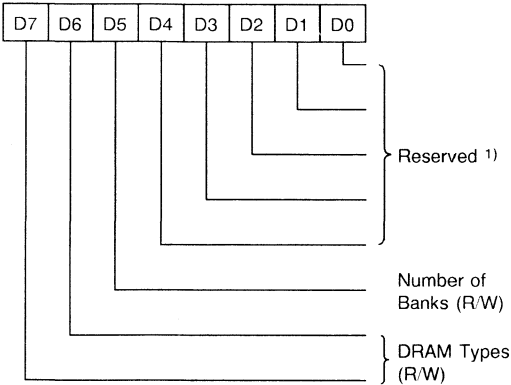 D7 D6 D5 D4 D3 D2 D1 D0
Reserved 1)
Number of
Banks (R/W)
DRAM Types
(R/W)